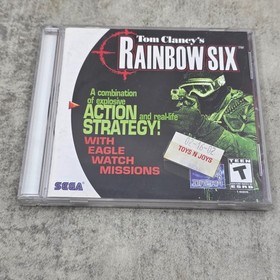 Tom Clancy's
RAINBOW SIX
A combination
of explosive
ACTION and real-life
STRATEGY!
WITH
EAGLE
WATCH
MISSIONS
TOYS N JOYS
SEGA
TEEN
T
ESRB